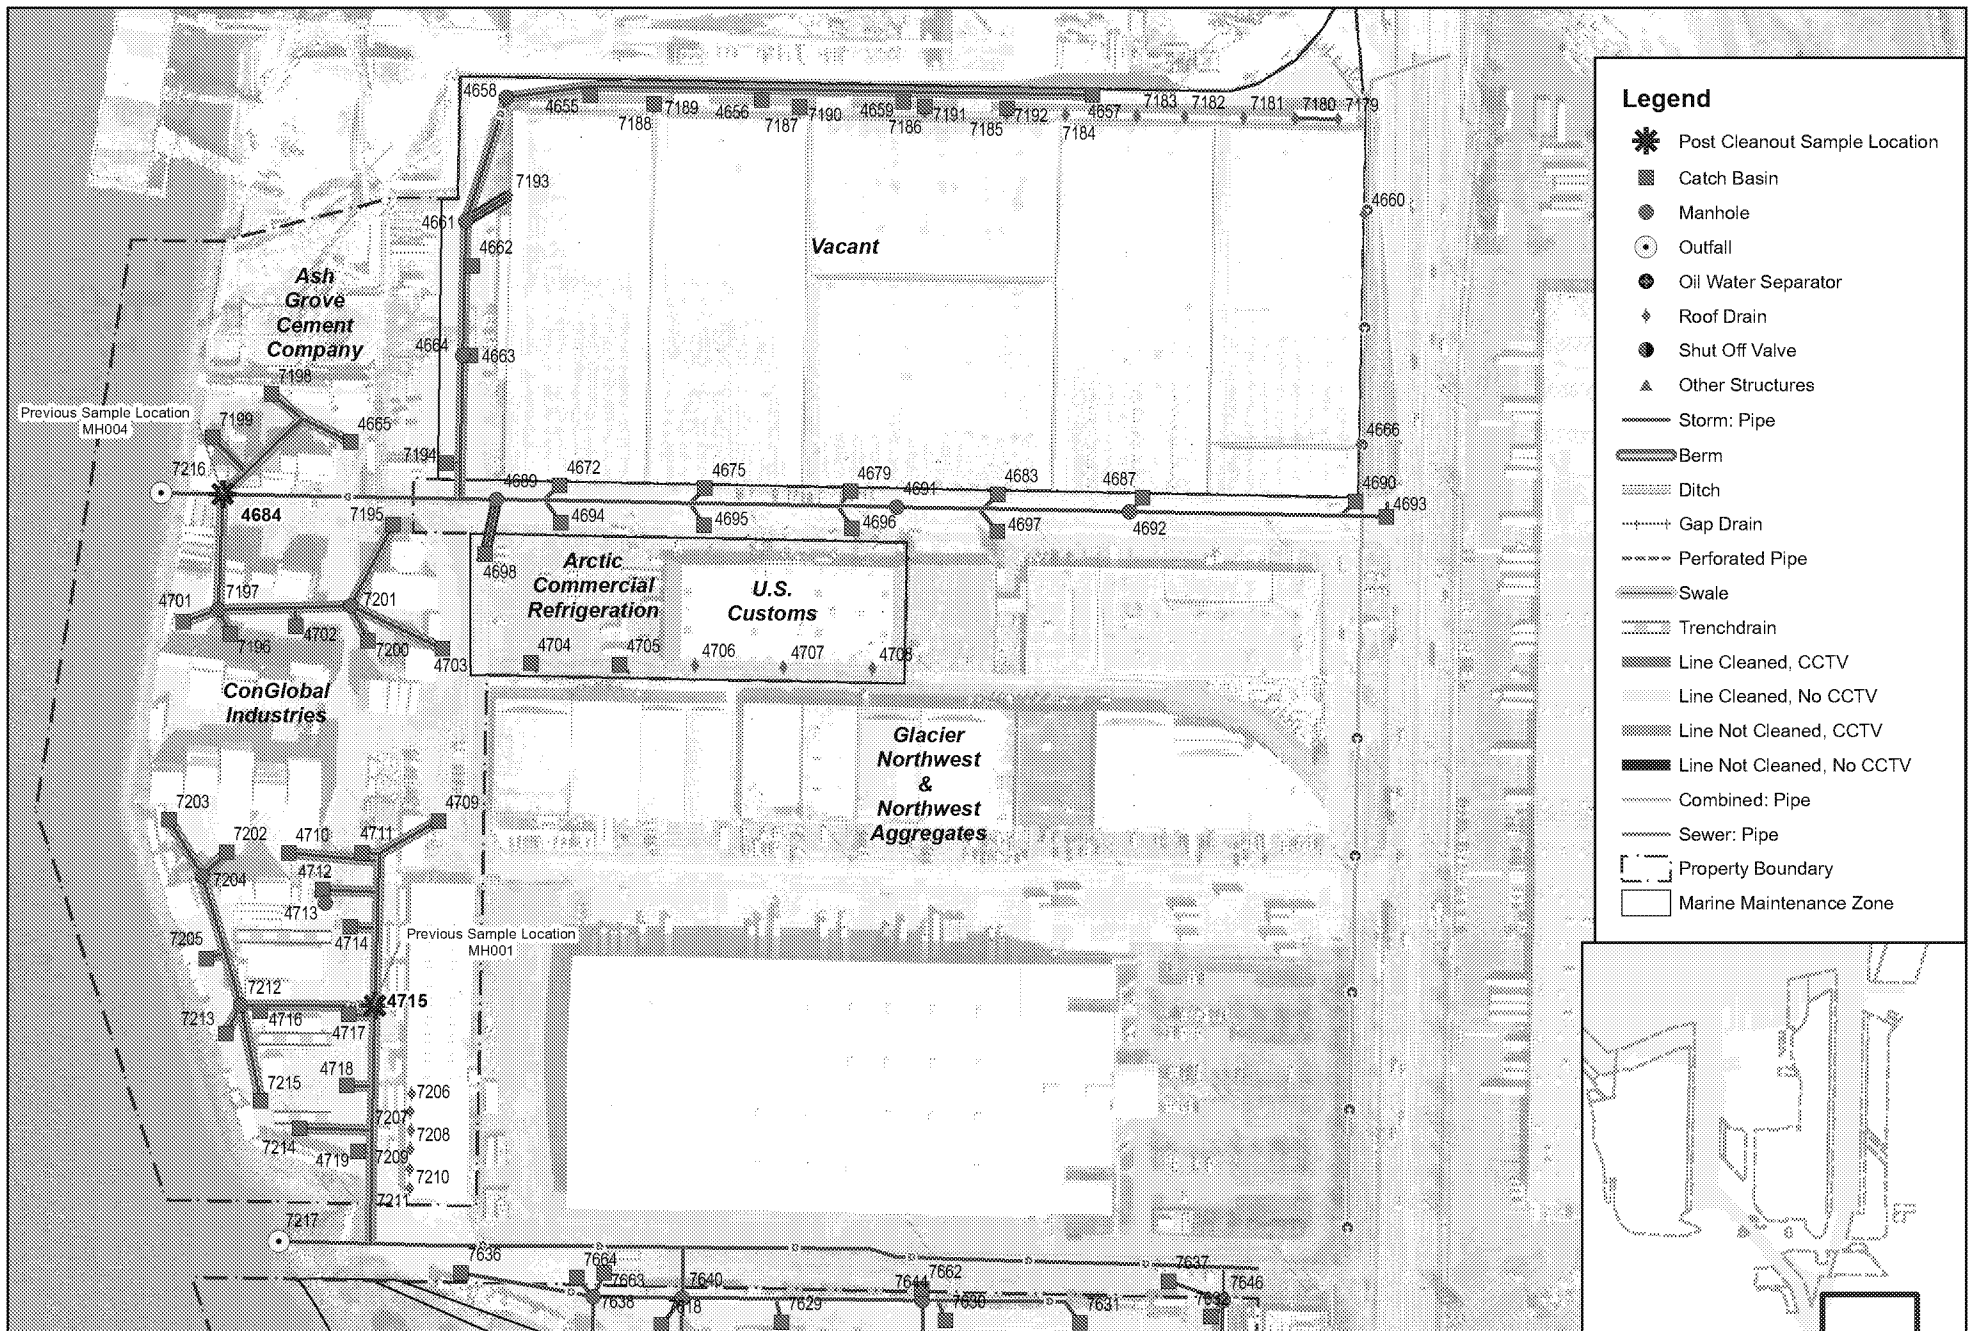 4658
4655
7189
7188
4656
7190
7187
4659
7191
7186
7192
7185
4657
7184
7183
7182
7181
7180
7179
7193
4661
4662
4660
Vacant
Ash
Grove
Cement
Company
4664
4663
7198
Previous Sample Location
MH004
7199
4665
4666
7216
7194
4672
4675
4679
4683
4687
4690
4689
4691
4693
4684
7195
4694
4695
4696
4697
4692
4698
Arctic
Commercial
Refrigeration
U.S.
Customs
4701
7197
7201
7196
4702
7200
4703
4704
4705
4706
4707
4708
ConGlobal
Industries
Glacier
Northwest
&
Northwest
Aggregates
7203
7202
4710
4711
4709
7204
4712
4713
7205
4714
Previous Sample Location
MH001
7212
4715
7213
4716
4717
7215
4718
7206
7207
7208
7214
4719
7209
7210
7211
7217
7636
7664
7663
7640
7662
7644
7637
7646
7638
7618
7629
7630
7631
7632
Legend
Post Cleanout Sample Location
Catch Basin
Manhole
Outfall
Oil Water Separator
Roof Drain
Shut Off Valve
Other Structures
Storm: Pipe
Berm
Ditch
Gap Drain
Perforated Pipe
Swale
Trenchdrain
Line Cleaned, CCTV
Line Cleaned, No CCTV
Line Not Cleaned, CCTV
Line Not Cleaned, No CCTV
Combined: Pipe
Sewer: Pipe
Property Boundary
Marine Maintenance Zone